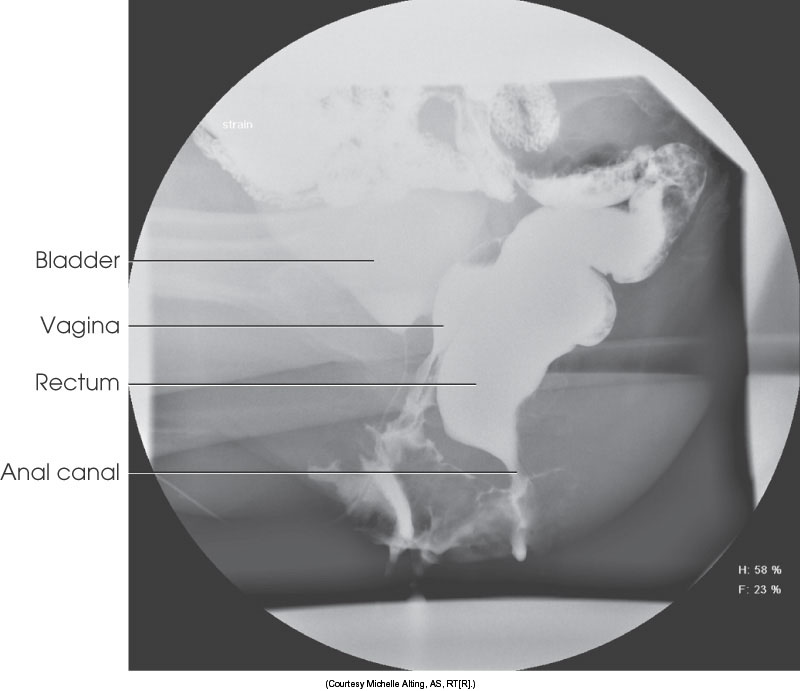 strain
Bladder
Vagina
Rectum
Anal canal
H: 58 %
F: 23 %
(Courtesy Michelle Alting, AS, RT[R].)